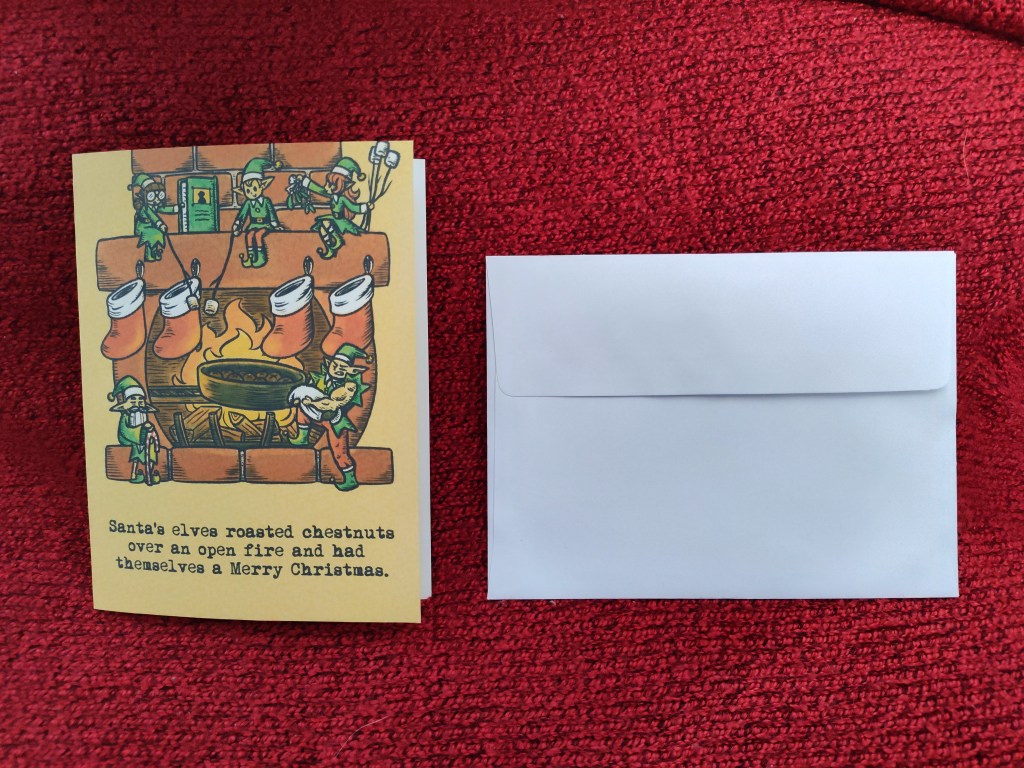 Santa's elves roasted chestnuts
over an open fire and had
themselves a Merry Christmas.